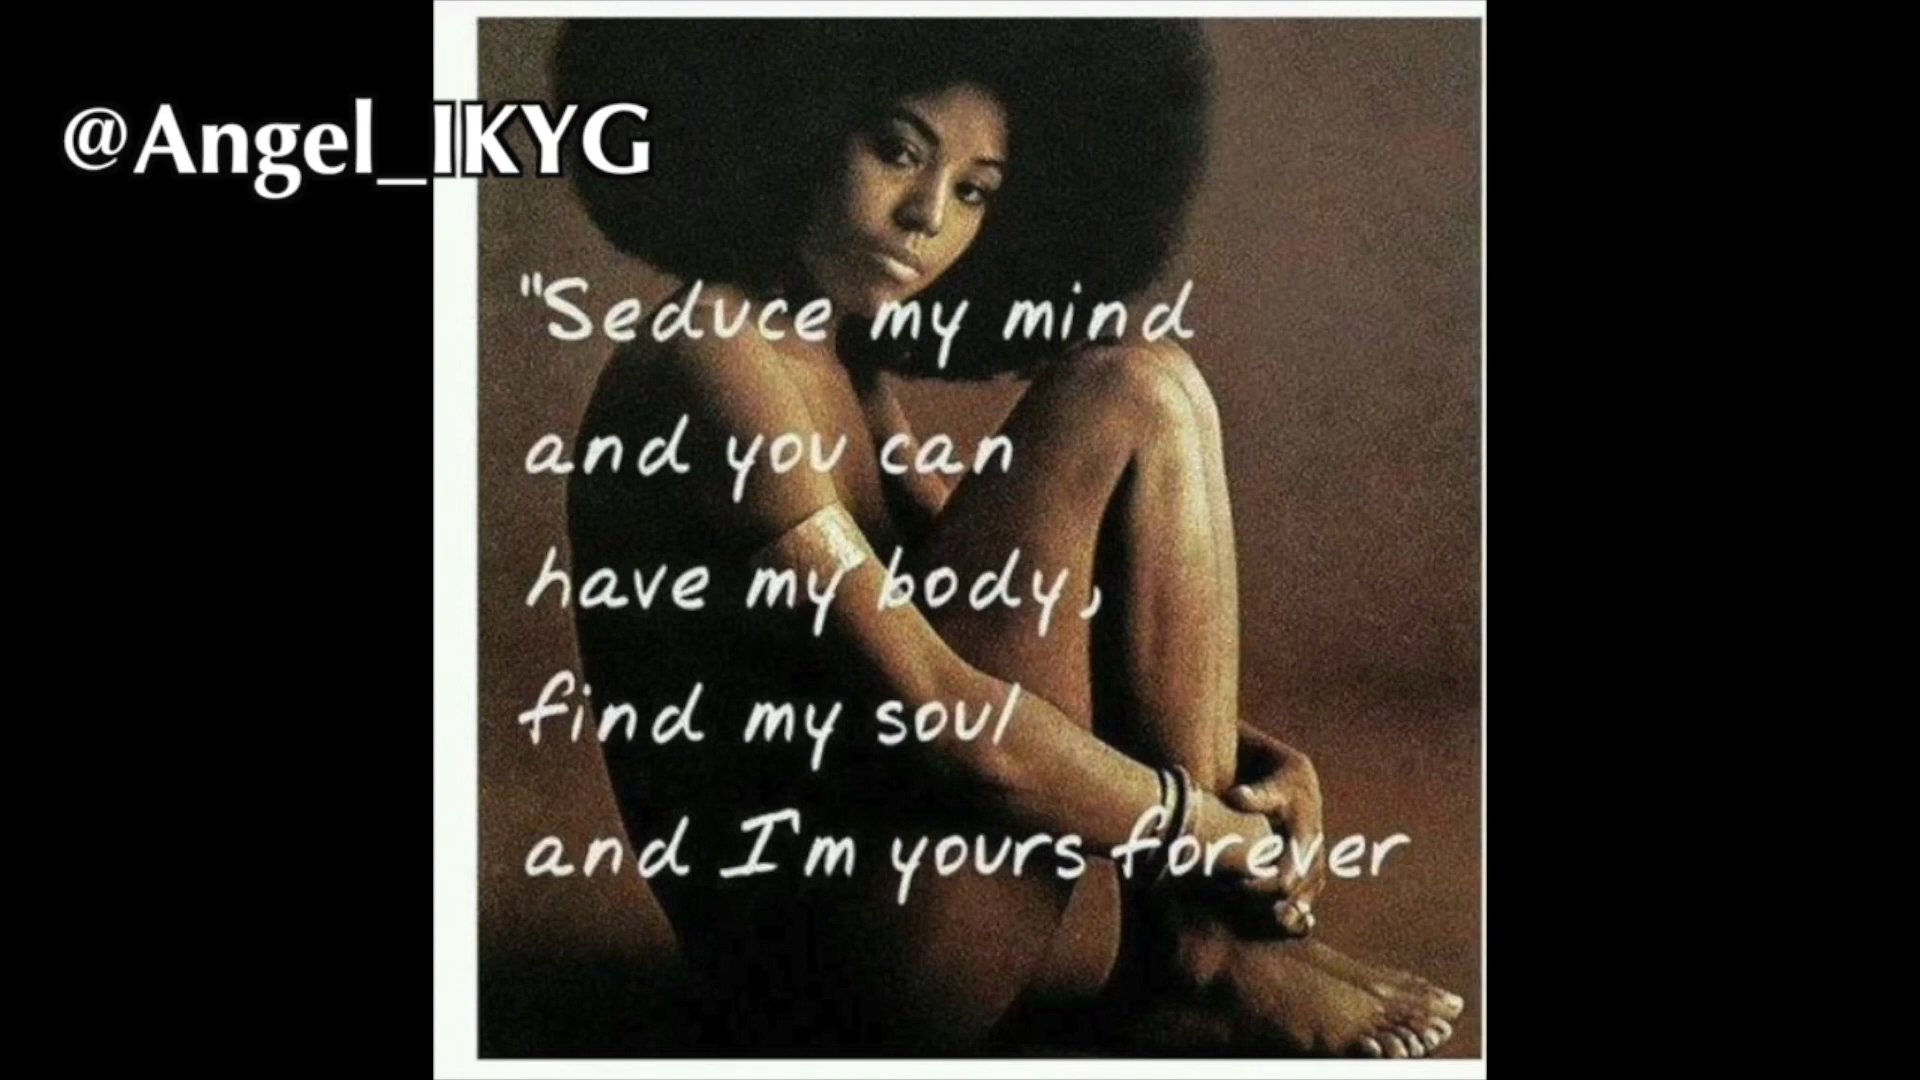 @Angel_IKYG
"Seduce my mind
and you can
have my body,
find my soul
and I'm yours forever